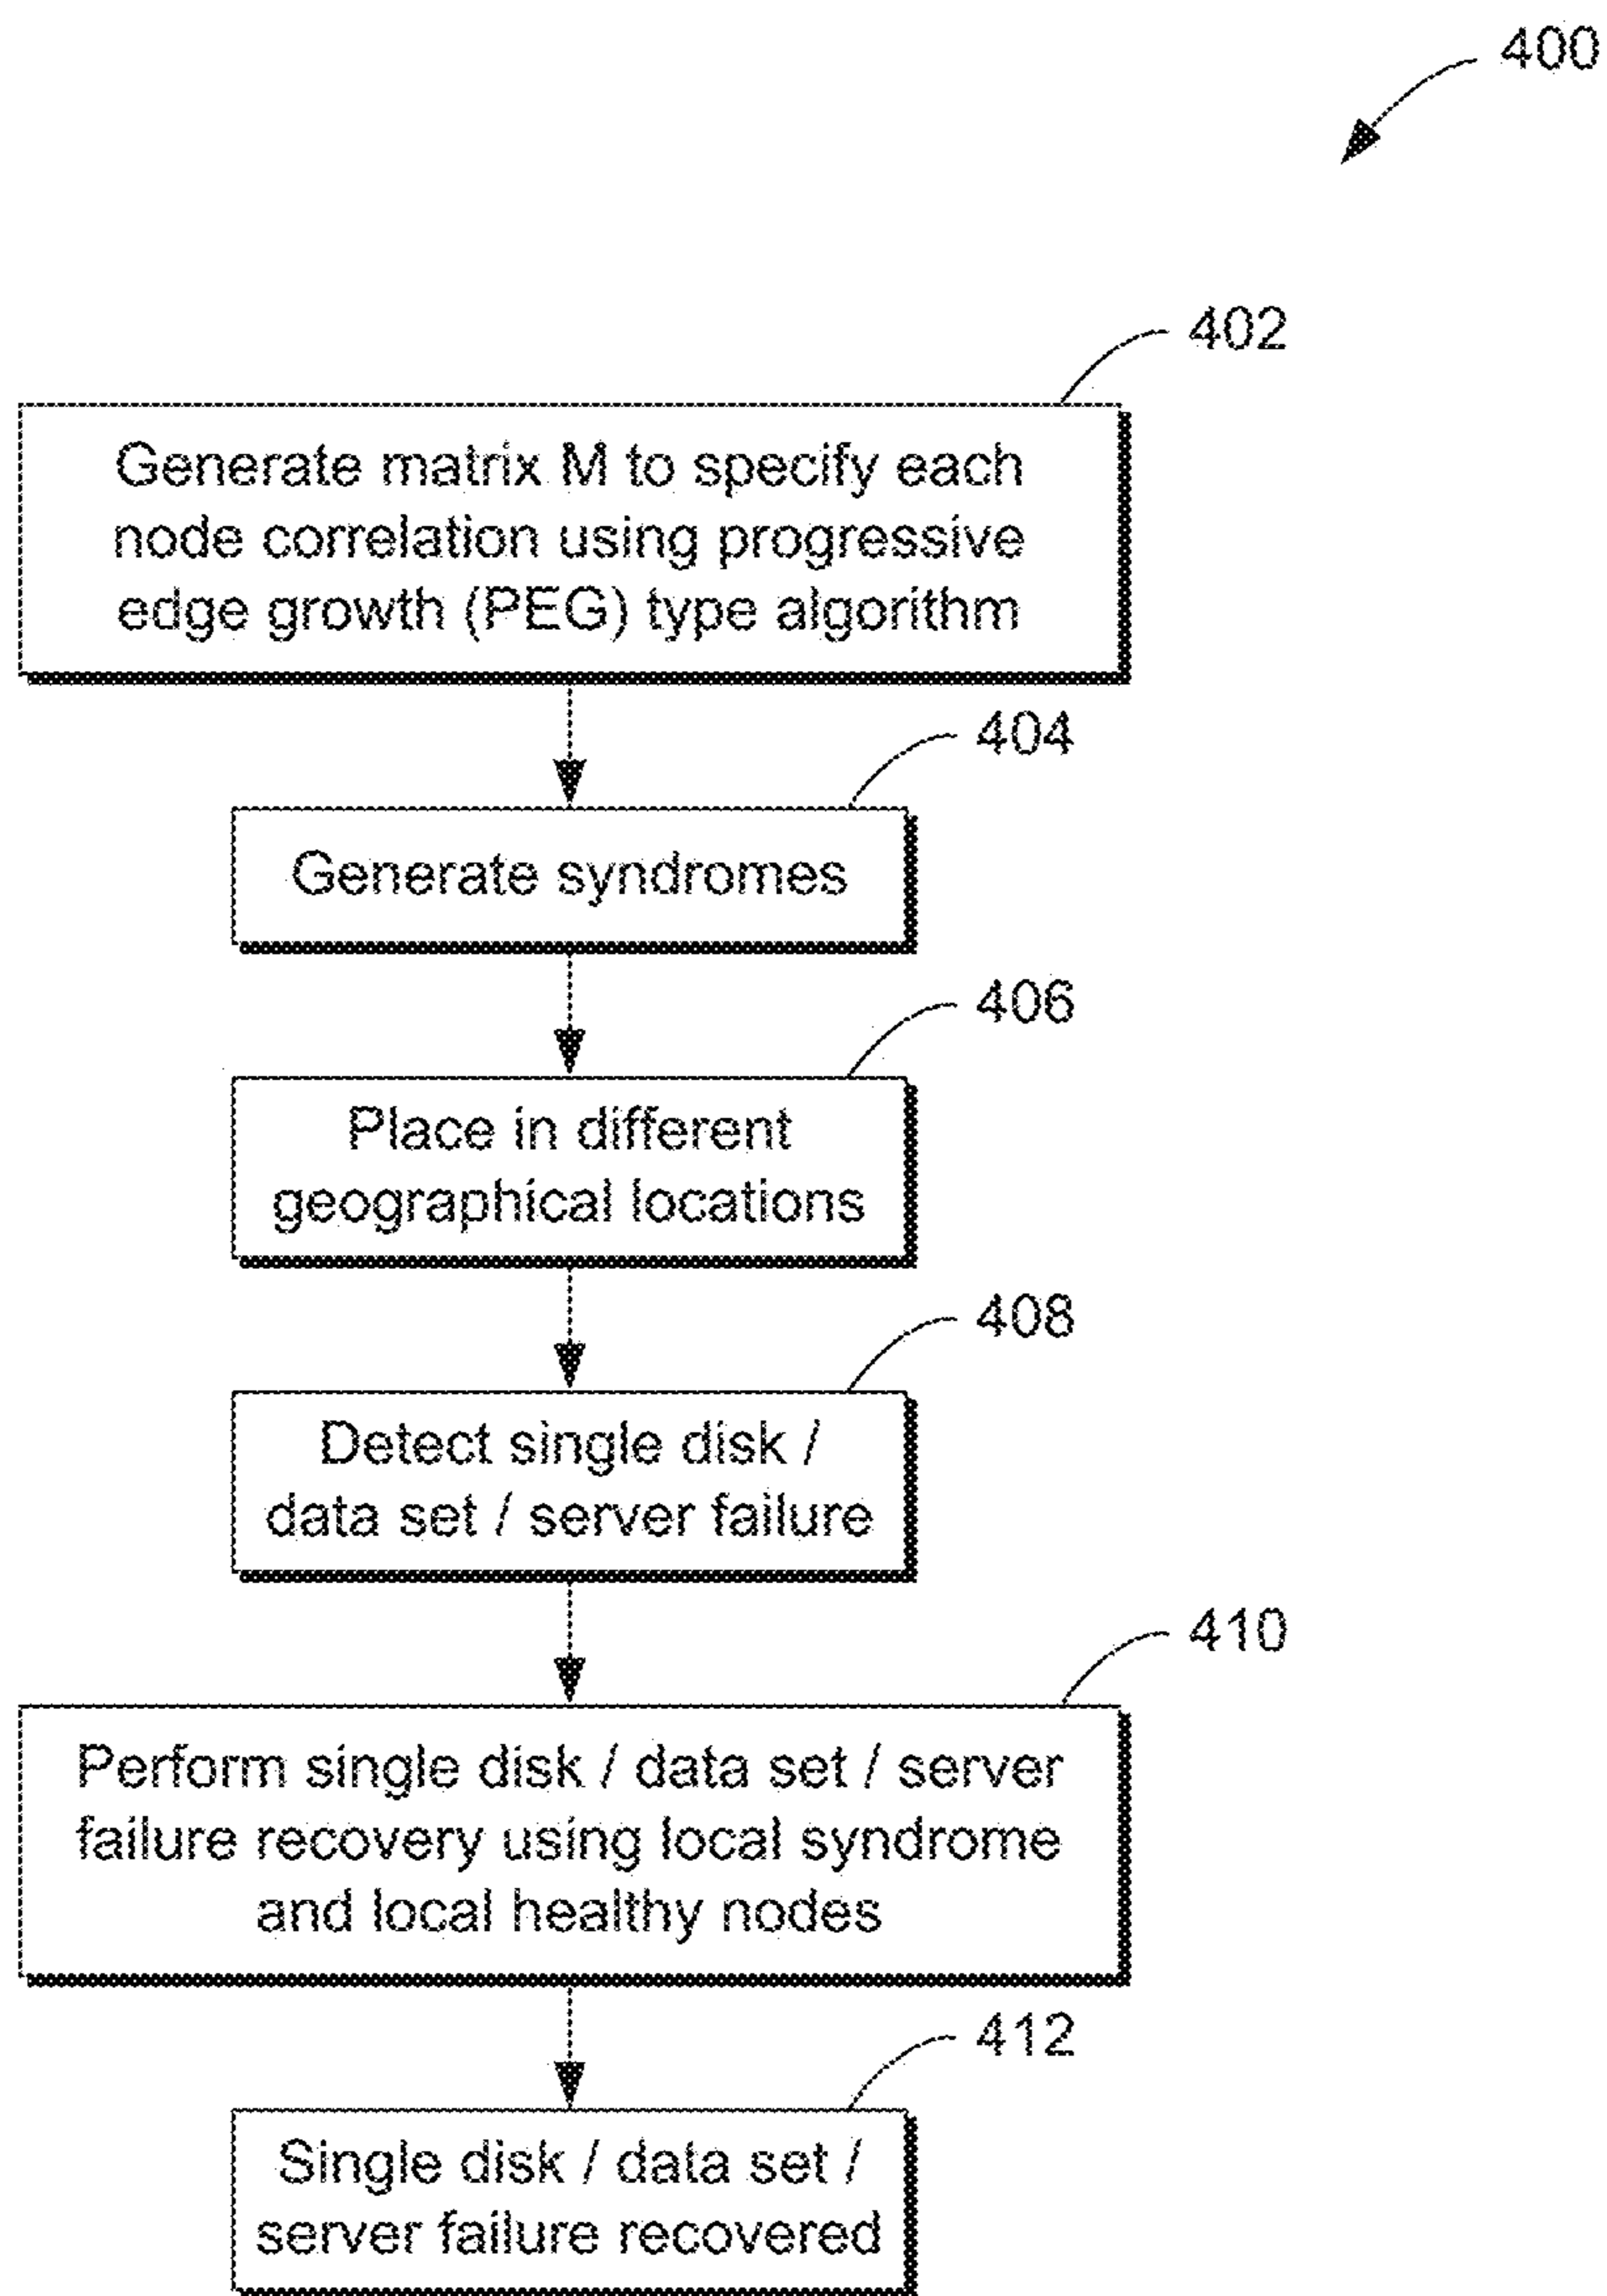 400
402
Generate matrix M to specify each
node correlation using progressive
edge growth (PEG) type algorithm
404
Generate syndromes
406
Place in different
geographical locations
408
Detect single disk /
data set / server failure
410
Perform single disk / data set / server
failure recovery using local syndrome
and local healthy nodes
412
Single disk / data set /
server failure recovered